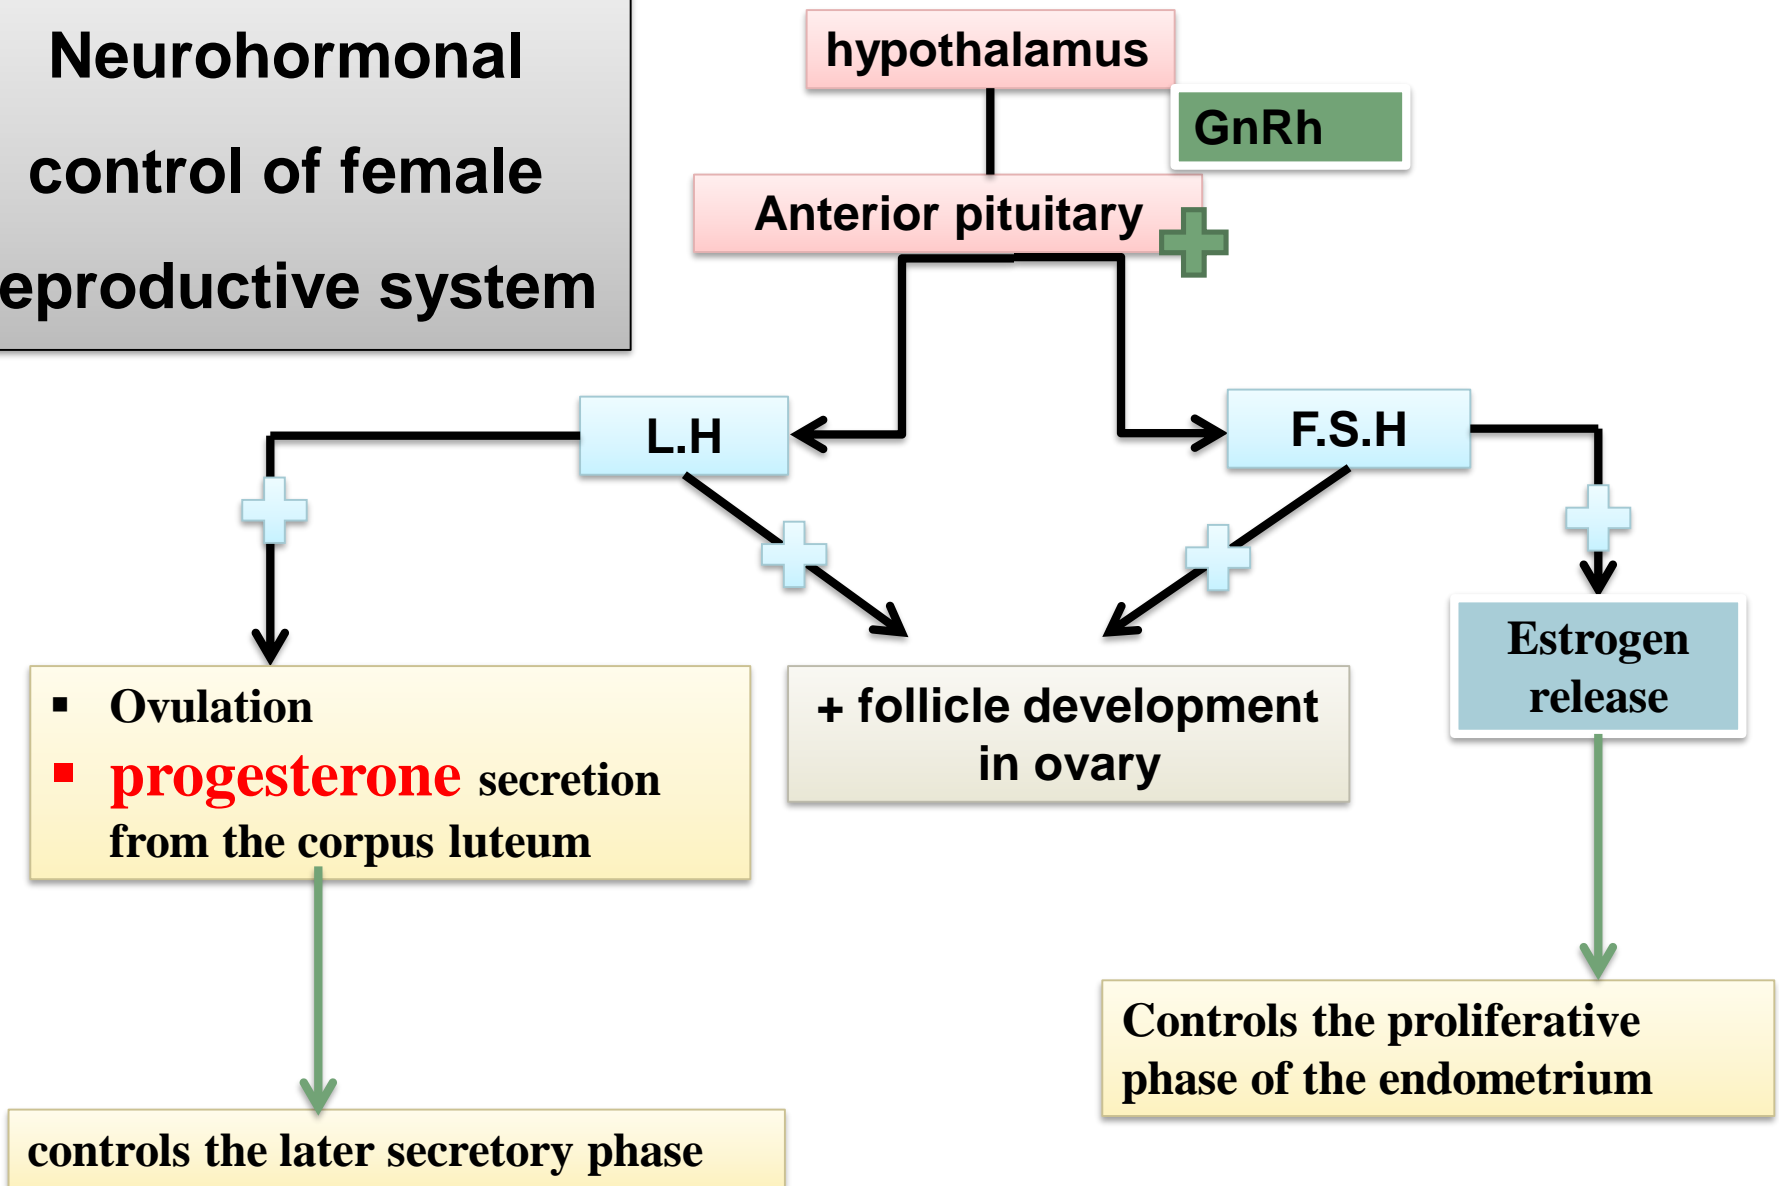 Neurohormonal
control of female
eproductive system
hypothalamus
GnRh
Anterior pituitary
L.H
F.S.H
▪ Ovulation
▪ progesterone secretion
from the corpus luteum
+ follicle development
in ovary
Estrogen
release
Controls the proliferative
phase of the endometrium
controls the later secretory phase